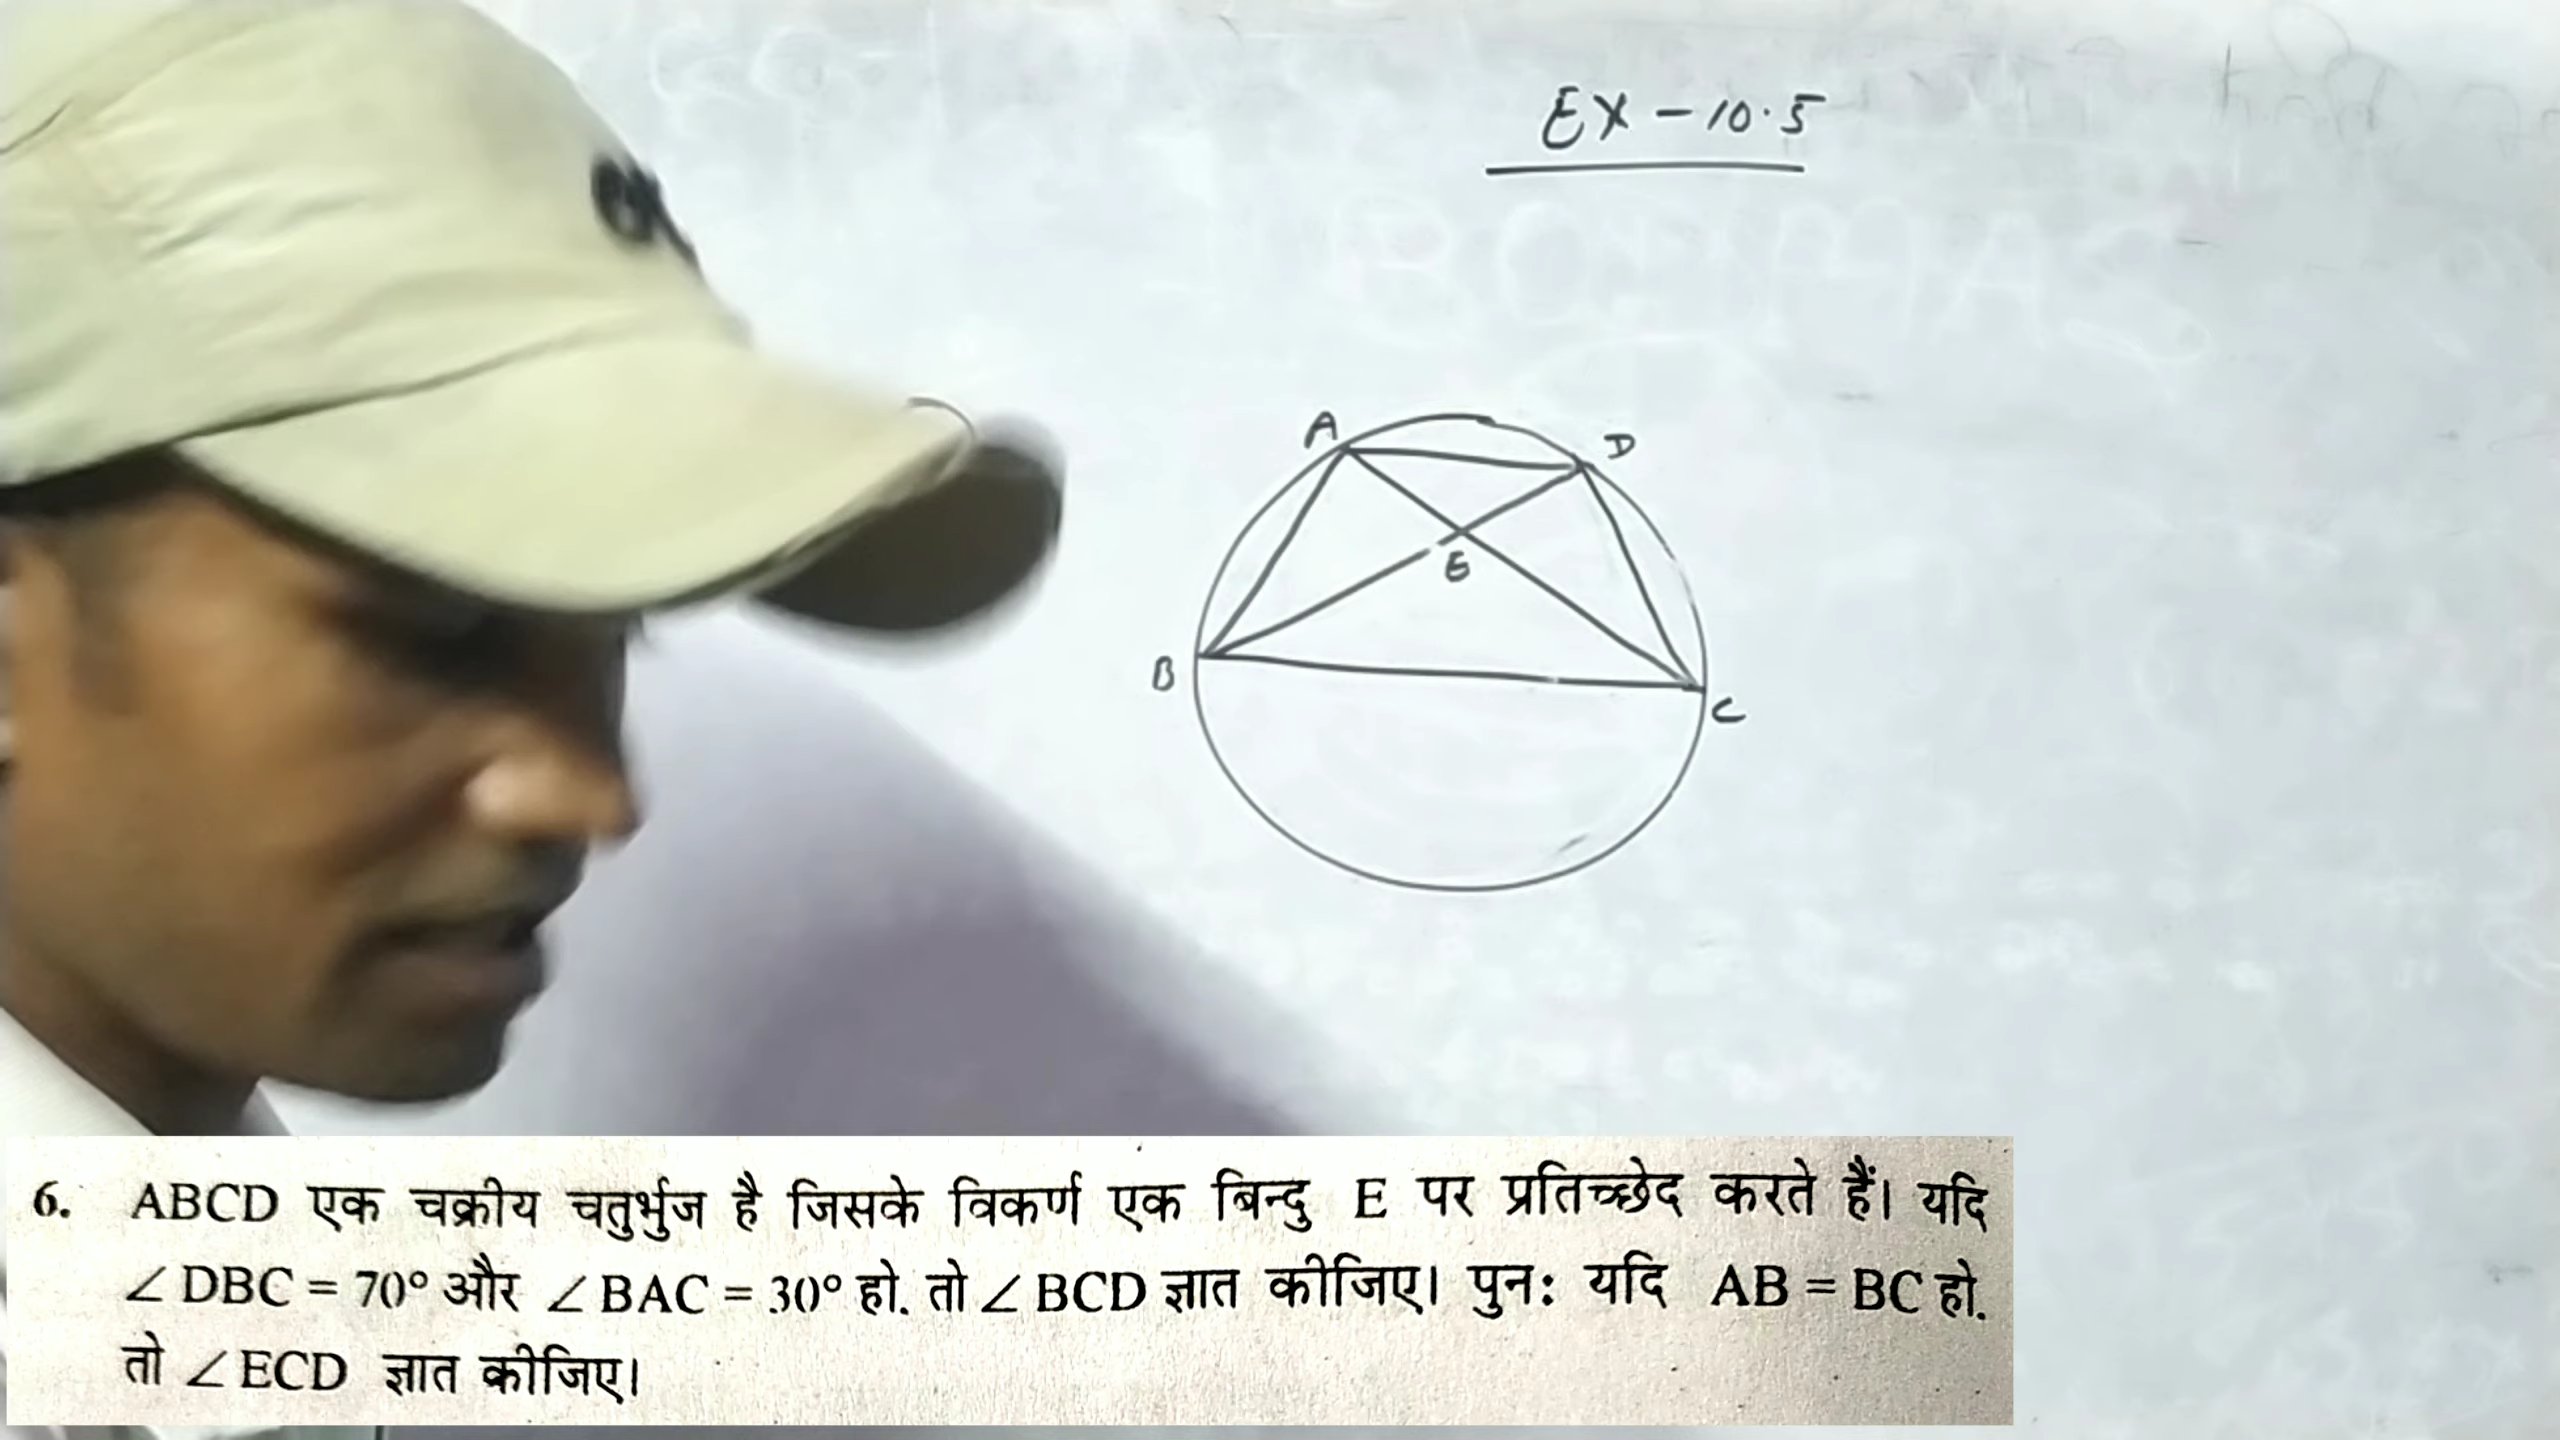 EX - 10.5
A
D
E
B
C
6. ABCD एक चक्रीय चतुर्भुज है जिसके विकर्ण एक बिन्दु E पर प्रतिच्छेद करते हैं। यदि
∠DBC = 70° और ∠BAC = 30° हो. तो ∠BCD ज्ञात कीजिए। पुन: यदि AB = BC हो.
तो ∠ECD ज्ञात कीजिए।